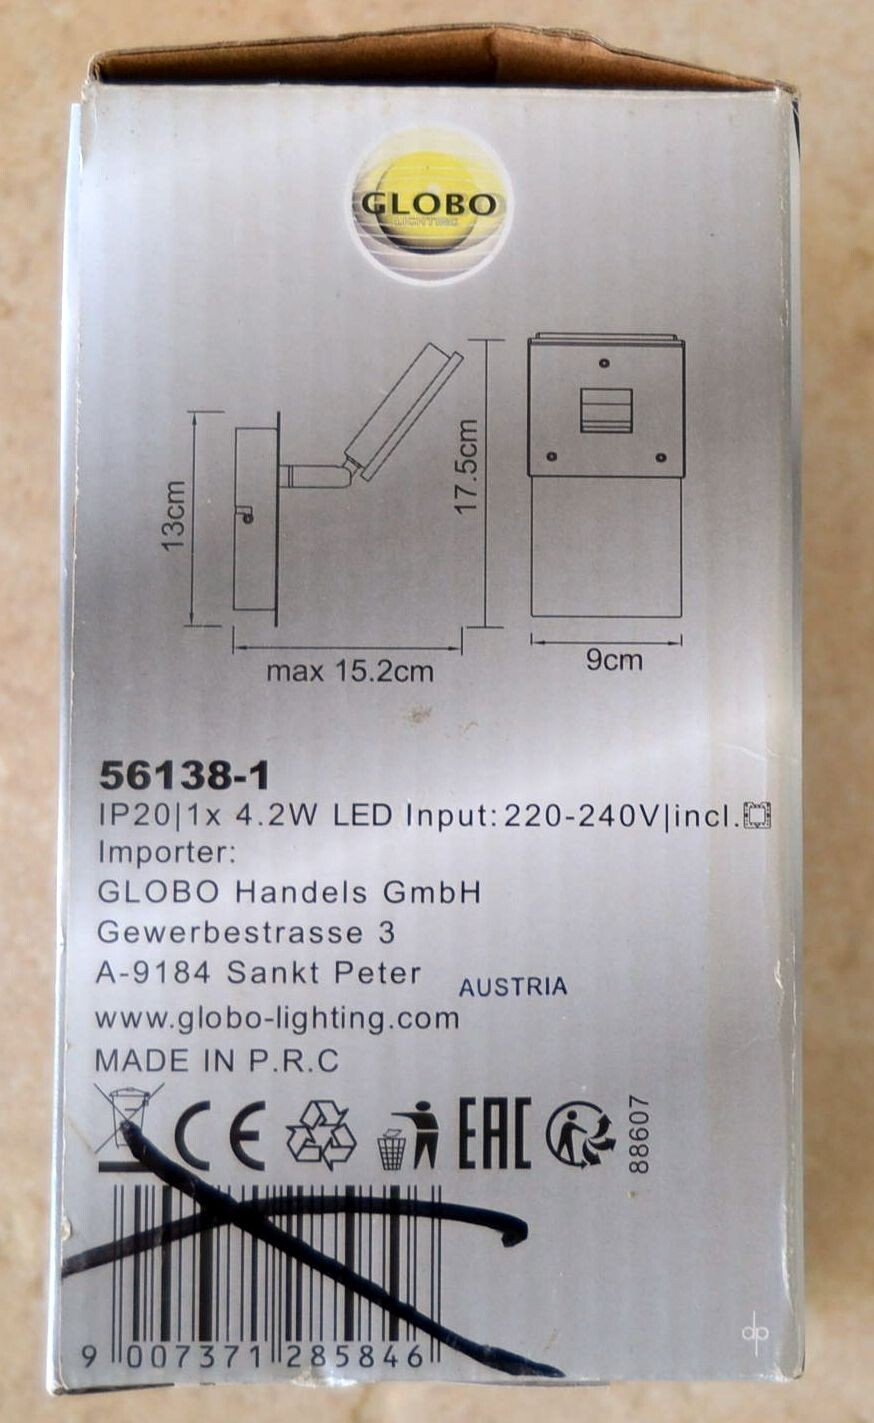 GLOBO
LIGHTING
13cm
17.5cm
max 15.2cm
9cm
56138-1
IP20|1x 4.2W LED Input: 220-240V|incl.
Importer:
GLOBO Handels GmbH
Gewerbestrasse 3
A-9184 Sankt Peter AUSTRIA
www.globo-lighting.com
MADE IN P.R.C
CE EAC 88607
9 007371 285846
dp